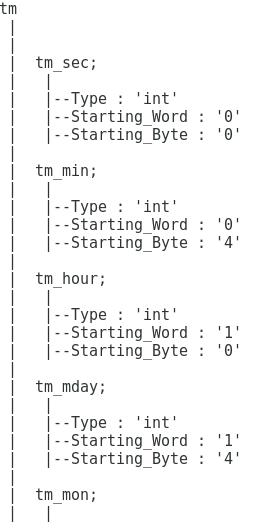 tm
|
|
|  tm_sec;
|   |
|   |--Type : 'int'
|   |--Starting_Word : '0'
|   |--Starting_Byte : '0'
|
|  tm_min;
|   |
|   |--Type : 'int'
|   |--Starting_Word : '0'
|   |--Starting_Byte : '4'
|
|  tm_hour;
|   |
|   |--Type : 'int'
|   |--Starting_Word : '1'
|   |--Starting_Byte : '0'
|
|  tm_mday;
|   |
|   |--Type : 'int'
|   |--Starting_Word : '1'
|   |--Starting_Byte : '4'
|
|  tm_mon;
|   |